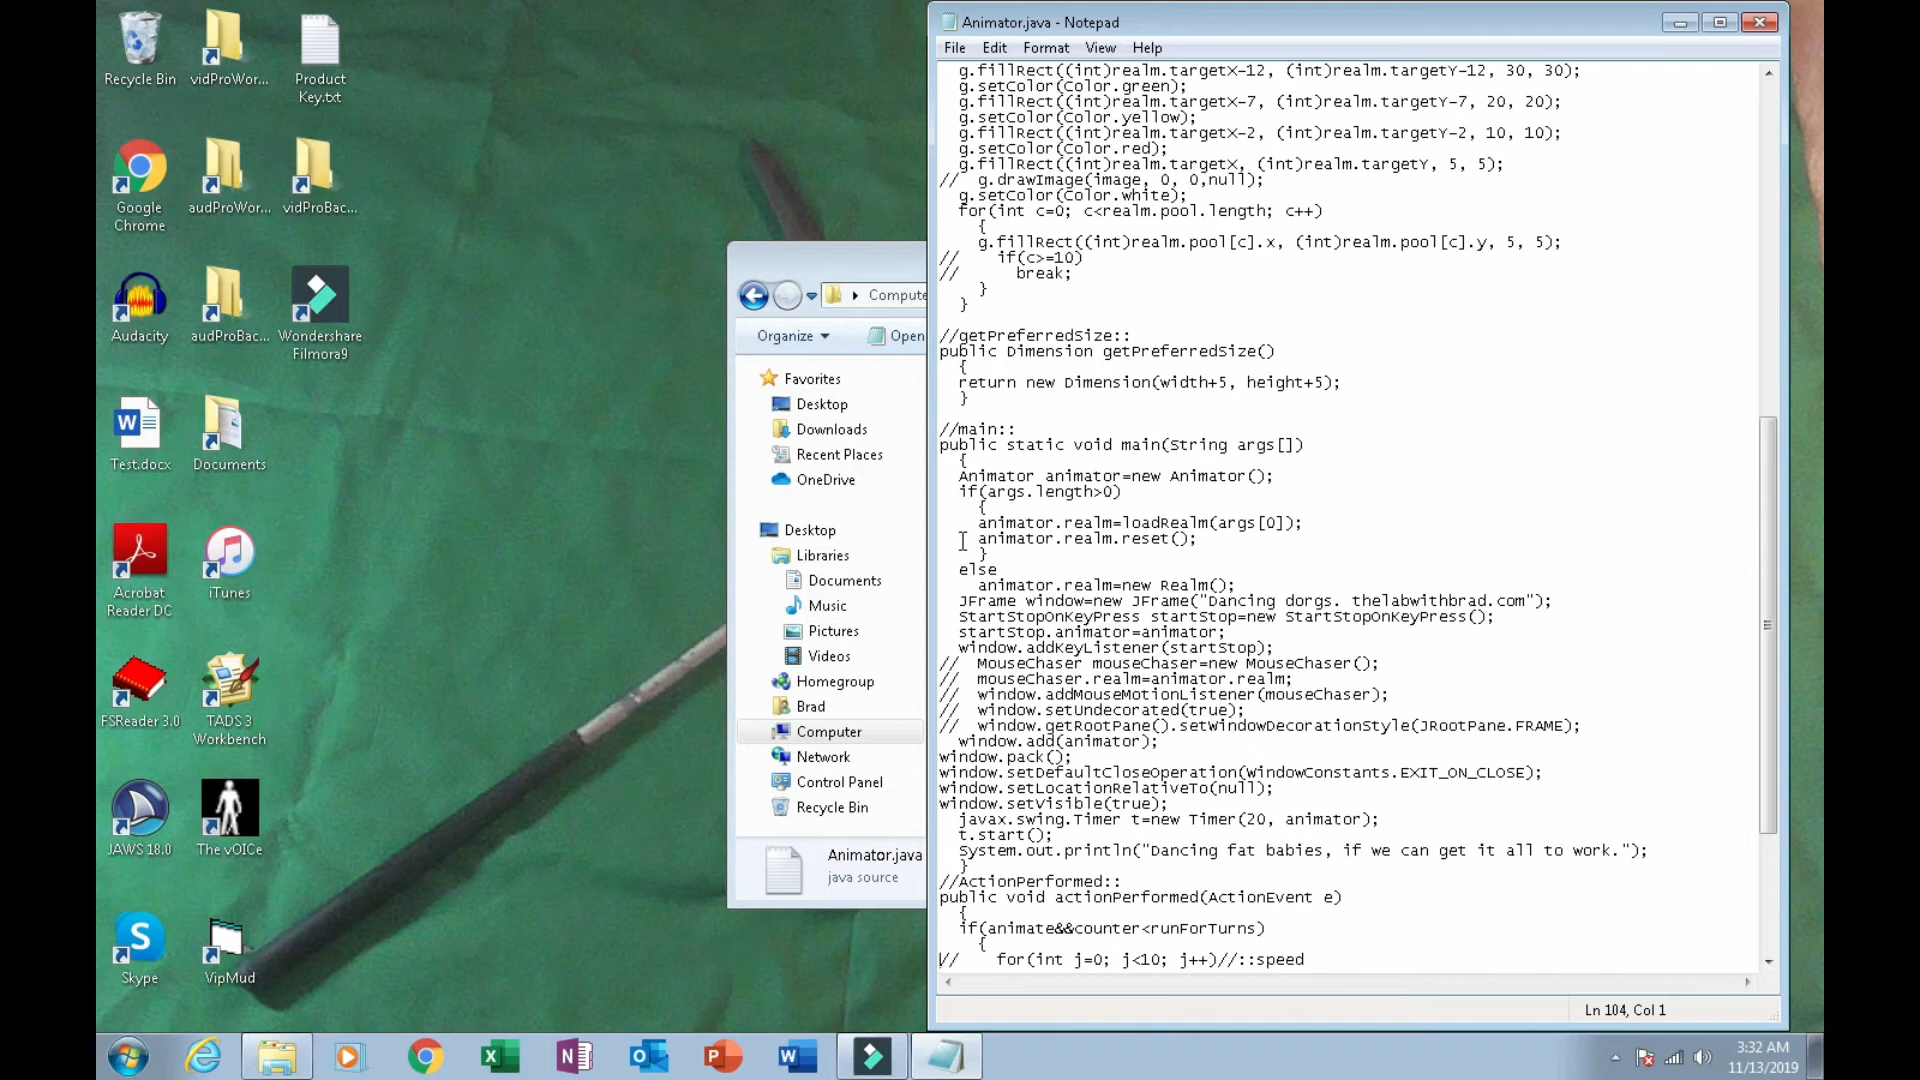 Recycle Bin
vidProWor...
Product
Key.txt
Google
Chrome
audProWor...
vidProBac...
Audacity
audProBac...
Wondershare
Filmora9
Test.docx
Documents
Acrobat
Reader DC
iTunes
FSReader 3.0
TADS 3
Workbench
JAWS 18.0
The vOICe
Skype
VipMud
Compute
Organize
Open
Favorites
Desktop
Downloads
Recent Places
OneDrive
Desktop
Libraries
Documents
Music
Pictures
Videos
Homegroup
Brad
Computer
Network
Control Panel
Recycle Bin
Animator.java
java source
Animator.java - Notepad
File Edit Format View Help
g.fillRect((int)realm.targetX-12, (int)realm.targetY-12, 30, 30);
g.setColor(Color.green);
g.fillRect((int)realm.targetX-7, (int)realm.targetY-7, 20, 20);
g.setColor(Color.yellow);
g.fillRect((int)realm.targetX-2, (int)realm.targetY-2, 10, 10);
g.setColor(Color.red);
g.fillRect((int)realm.targetX, (int)realm.targetY, 5, 5);
// g.drawImage(image, 0, 0,null);
g.setColor(Color.white);
for(int c=0; c<realm.pool.length; c++)
{
g.fillRect((int)realm.pool[c].x, (int)realm.pool[c].y, 5, 5);
// if(c>=10)
// break;
}
}
//getPreferredSize::
public Dimension getPreferredSize()
{
return new Dimension(width+5, height+5);
}
//main::
public static void main(String args[])
{
Animator animator=new Animator();
if(args.length>0)
{
animator.realm=loadRealm(args[0]);
animator.realm.reset();
}
else
animator.realm=new Realm();
JFrame window=new JFrame("Dancing dorgs. thelabwithbrad.com");
StartStopOnKeyPress startStop=new StartStopOnKeyPress();
startStop.animator=animator;
window.addKeyListener(startStop);
// MouseChaser mouseChaser=new MouseChaser();
// mouseChaser.realm=animator.realm;
// window.addMouseMotionListener(mouseChaser);
// window.setUndecorated(true);
// window.getRootPane().setWindowDecorationStyle(JRootPane.FRAME);
window.add(animator);
window.pack();
window.setDefaultCloseOperation(WindowConstants.EXIT_ON_CLOSE);
window.setLocationRelativeTo(null);
window.setVisible(true);
javax.swing.Timer t=new Timer(20, animator);
t.start();
System.out.println("Dancing fat babies, if we can get it all to work.");
}
//ActionPerformed::
public void actionPerformed(ActionEvent e)
{
if(animate&&counter<runForTurns)
{
// for(int j=0; j<10; j++)//::speed
Ln 104, Col 1
3:32 AM
11/13/2019